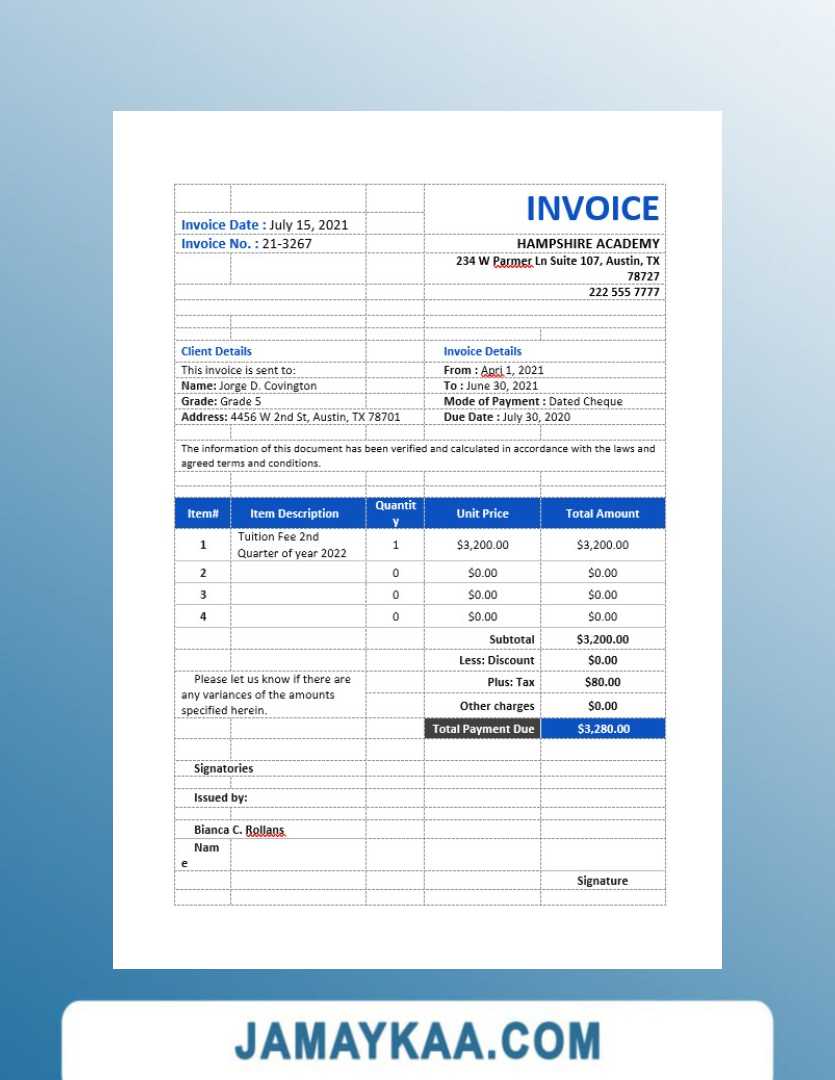 INVOICE
Invoice Date : July 15, 2021
Invoice No. : 21-3267
HAMPSHIRE ACADEMY
234 W Parmer Ln Suite 107, Austin, TX
78727
222 555 7777
Client Details
Invoice Details
This invoice is sent to:
From : Apri 1, 2021
Name: Jorge D. Covington
To : June 30, 2021
Grade: Grade 5
Mode of Payment : Dated Cheque
Address: 4456 W 2nd St, Austin, TX 78701
Due Date : July 30, 2020
The information of this document has been verified and calculated in accordance with the laws and
agreed terms and conditions.
Item# Item Description Quantit
y Unit Price Total Amount
1 Tuition Fee 2nd
Quarter of year 2022 1 $3,200.00 $3,200.00
2 0 $0.00 $0.00
3 0 $0.00 $0.00
4 0 $0.00 $0.00
Subtotal $3,200.00
Less: Discount $0.00
Please let us know if there are
any variances of the amounts
specified herein.
Plus: Tax $80.00
Other charges $0.00
Total Payment Due $3,280.00
Signatories
Issued by:
Bianca C. Rollans
Nam
e
Signature
JAMAYKAA.COM